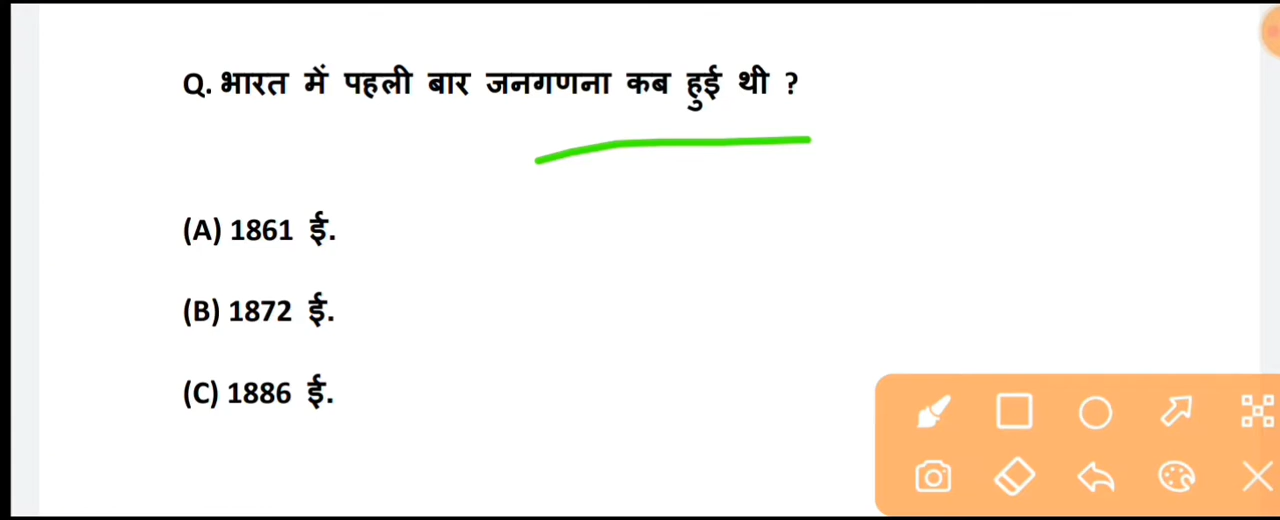 Q. भारत में पहली बार जनगणना कब हुई थी ?
(A) 1861 ई.
(B) 1872 ई.
(C) 1886 ई.